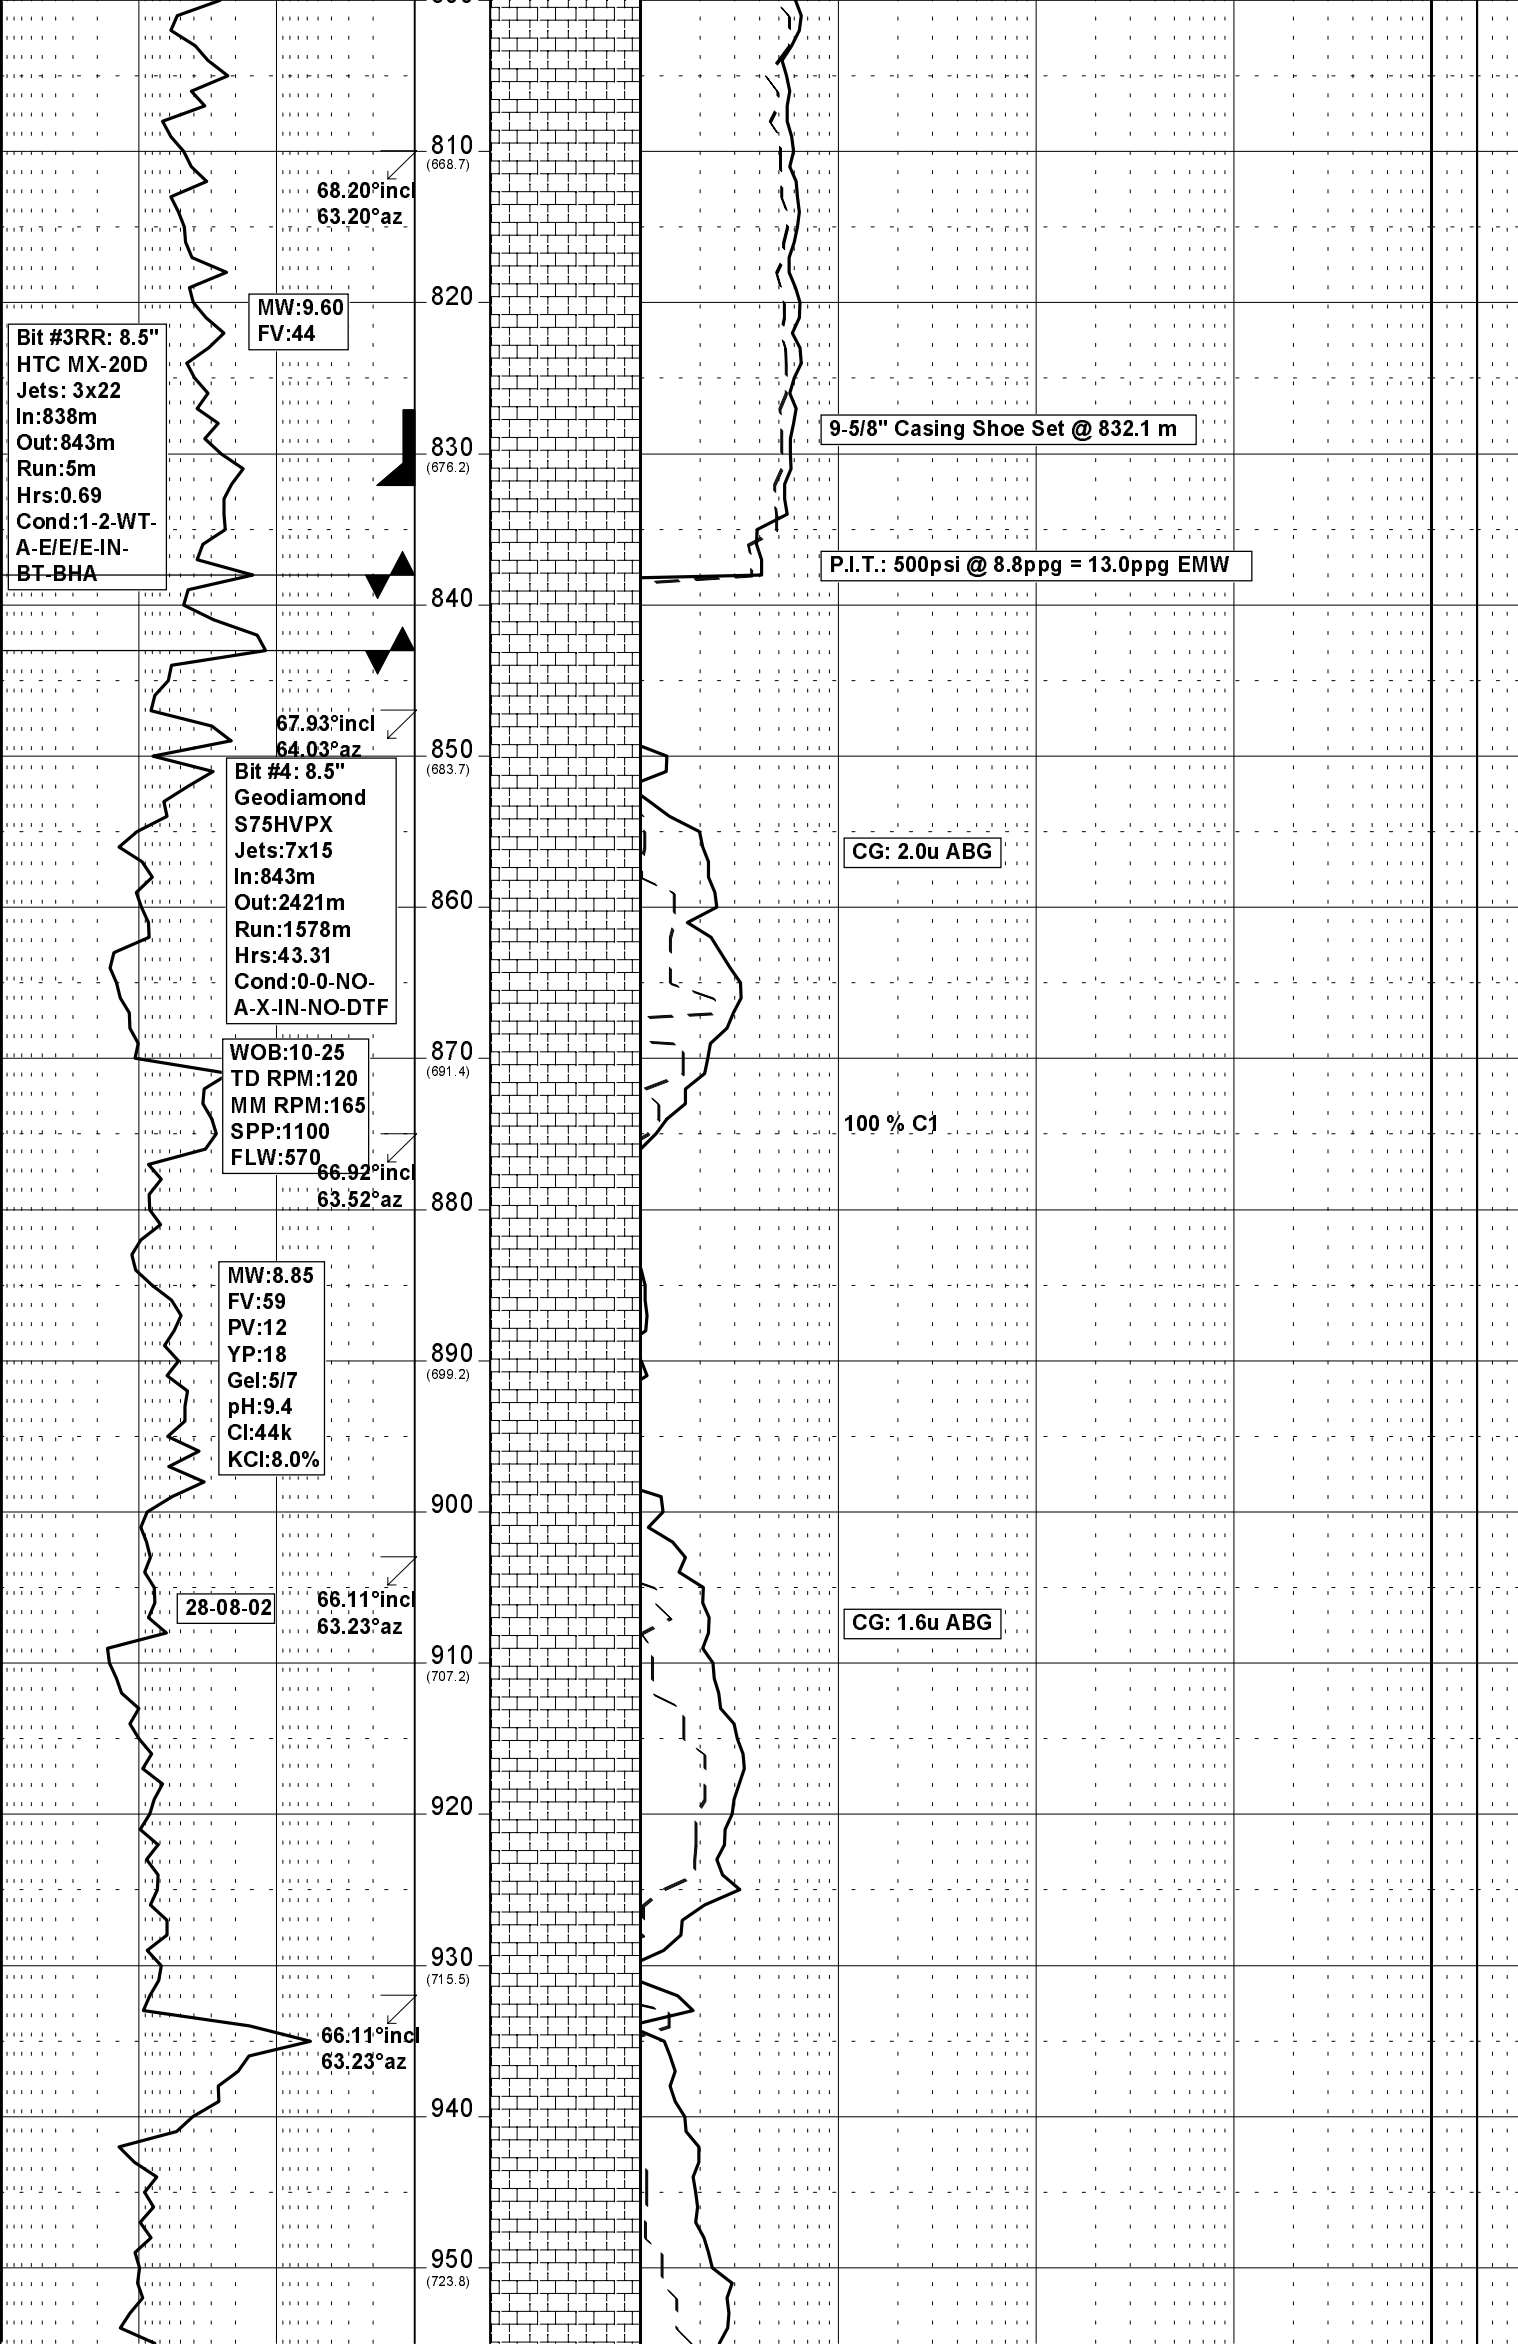 810
(668.7)
68.20°incl
63.20°az
820
MW:9.60
FV:44
Bit #3RR: 8.5"
HTC MX-20D
Jets: 3x22
In:838m
Out:843m
Run:5m
Hrs:0.69
Cond:1-2-WT-
A-E/E/E-IN-
BT-BHA
9-5/8" Casing Shoe Set @ 832.1 m
830
(676.2)
P.I.T.: 500psi @ 8.8ppg = 13.0ppg EMW
840
67.93°incl
64.03°az
850
(683.7)
Bit #4: 8.5"
Geodiamond
S75HVPX
Jets:7x15
In:843m
Out:2421m
Run:1578m
Hrs:43.31
Cond:0-0-NO-
A-X-IN-NO-DTF
CG: 2.0u ABG
860
870
(691.4)
WOB:10-25
TD RPM:120
MM RPM:165
SPP:1100
FLW:570
100 % C1
66.92°incl
63.52°az
880
MW:8.85
FV:59
PV:12
YP:18
Gel:5/7
pH:9.4
Cl:44k
KCl:8.0%
890
(699.2)
900
28-08-02
66.11°incl
63.23°az
CG: 1.6u ABG
910
(707.2)
920
930
(715.5)
66.11°incl
63.23°az
940
950
(723.8)